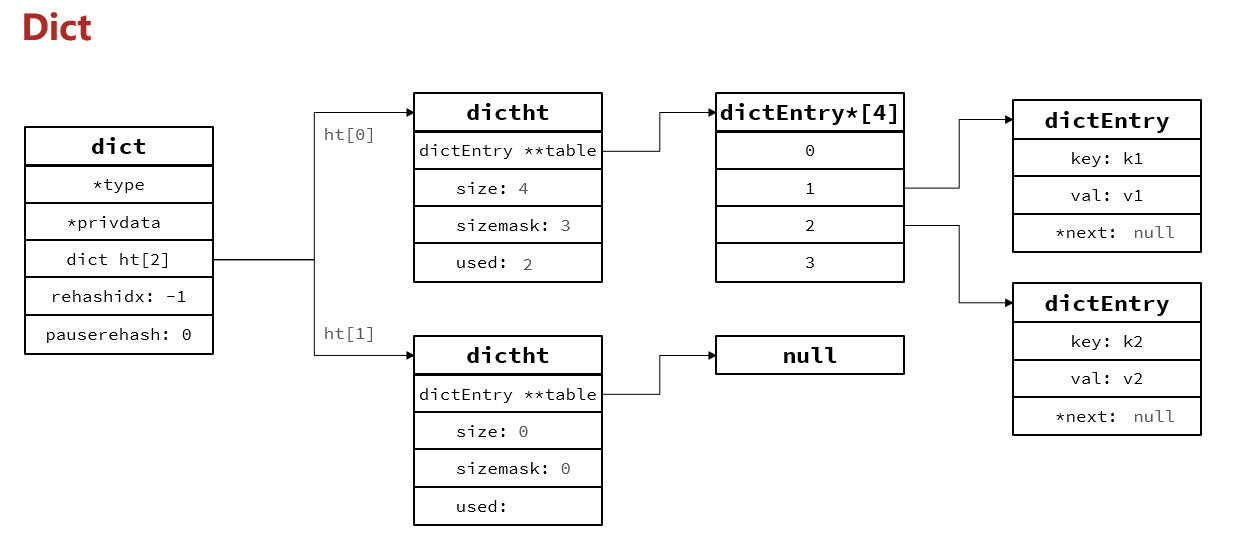 Dict
dict
*type
*privdata
dict ht[2]
rehashidx: -1
pauserehash: 0
ht[0]
ht[1]
dictht
dictEntry **table
size: 4
sizemask: 3
used: 2
dictht
dictEntry **table
size: 0
sizemask: 0
used:
dictEntry*[4]
0
1
2
3
null
dictEntry
key: k1
val: v1
*next: null
dictEntry
key: k2
val: v2
*next: null